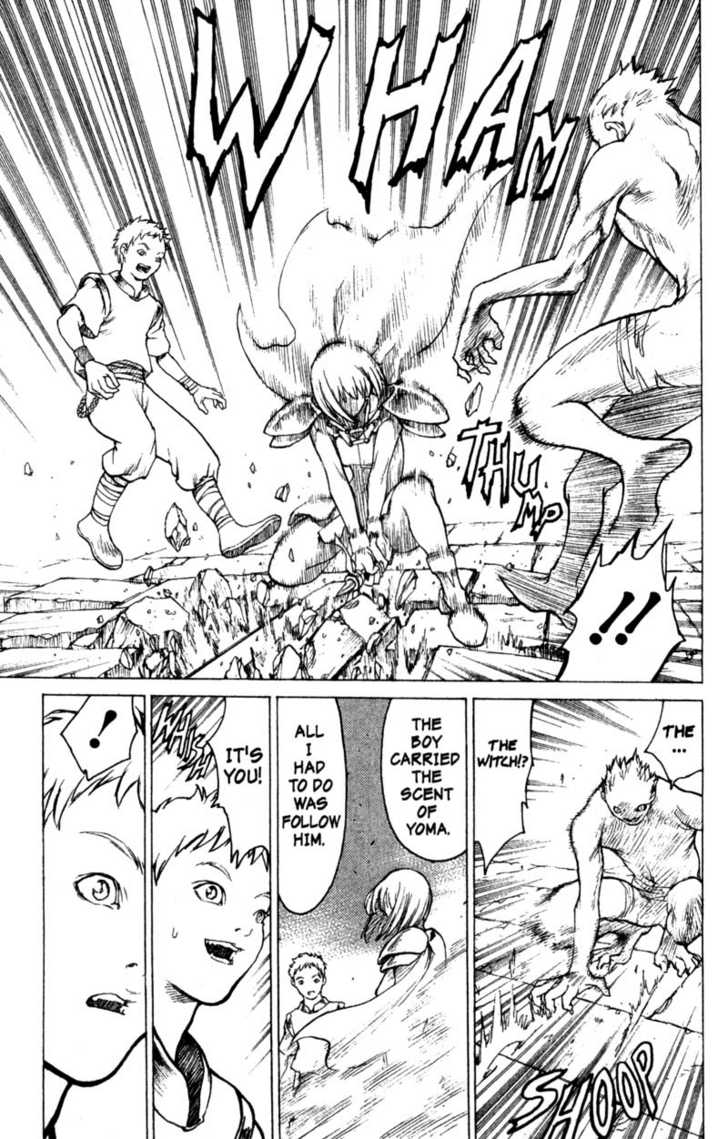 WHAM
THUMP
!!
THE
...
THE
WITCH!?
SHOOP
THE
BOY
CARRIED
THE
SCENT
OF
YOMA.
ALL
I
HAD
TO DO
WAS
FOLLOW
HIM.
IT'S
YOU!
!